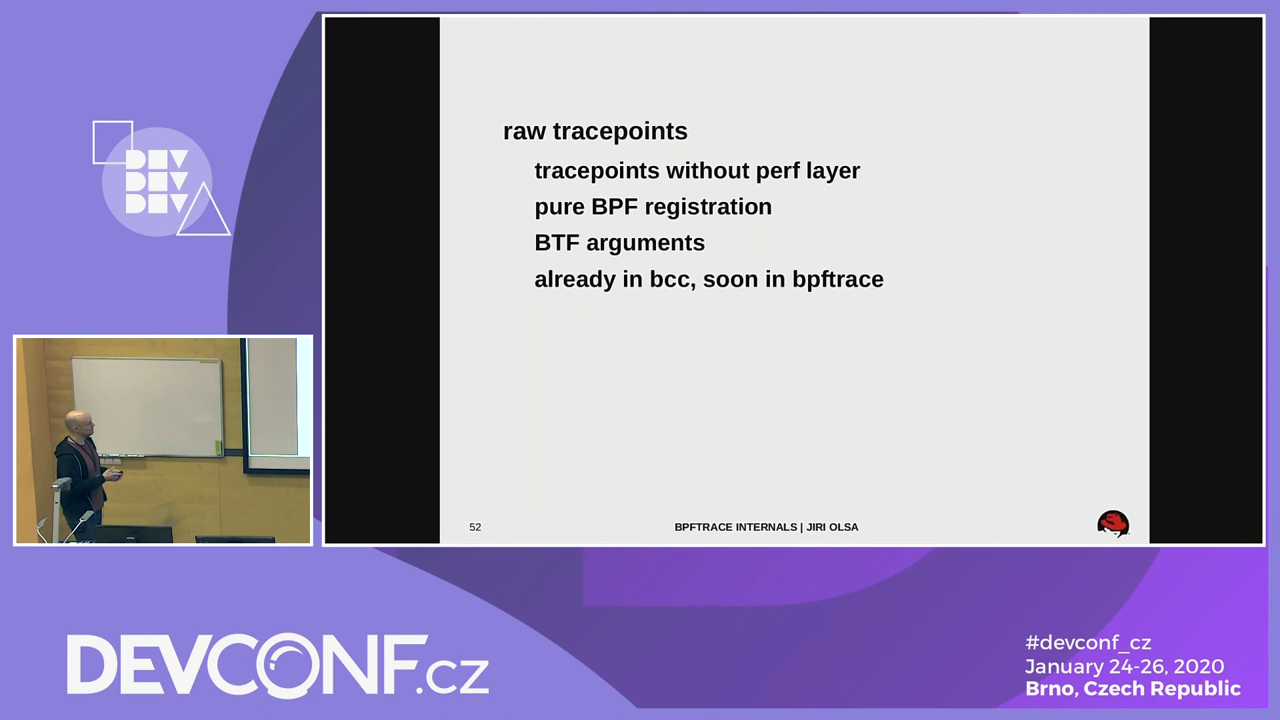 raw tracepoints
tracepoints without perf layer
pure BPF registration
BTF arguments
already in bcc, soon in bpftrace
52
BPFTRACE INTERNALS | JIRI OLSA
DEV
DEV
DEV
DEVCONF.cz
#devconf_cz
January 24-26, 2020
Brno, Czech Republic